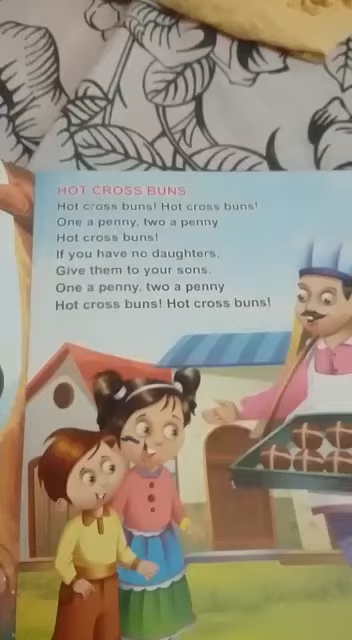 HOT CROSS BUNS
Hot cross buns! Hot cross buns!
One a penny, two a penny
Hot cross buns!
If you have no daughters,
Give them to your sons.
One a penny, two a penny
Hot cross buns! Hot cross buns!